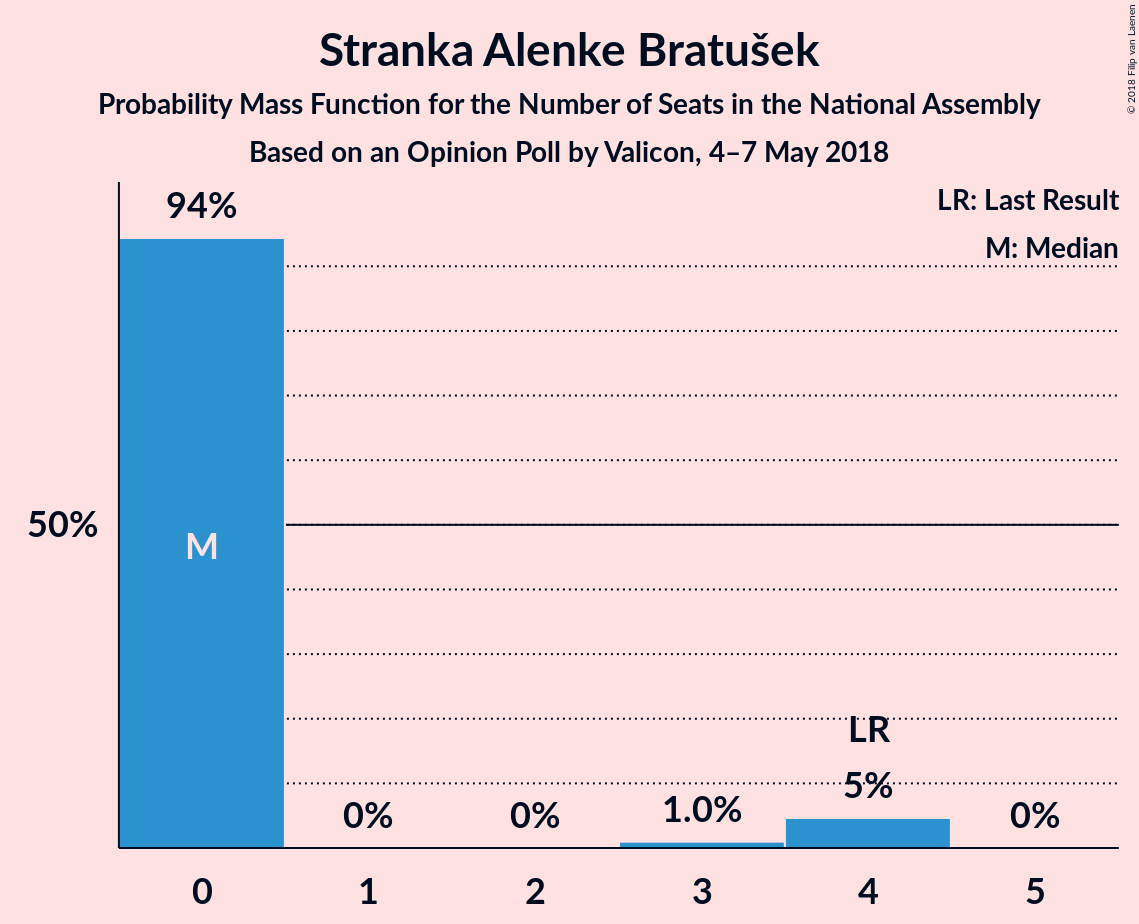 Stranka Alenke Bratušek
Probability Mass Function for the Number of Seats in the National Assembly
Based on an Opinion Poll by Valicon, 4–7 May 2018
© 2018 Filip van Laenen
LR: Last Result
M: Median
94%
50%
M
LR
5%
0%
0%
1.0%
0%
0 1 2 3 4 5